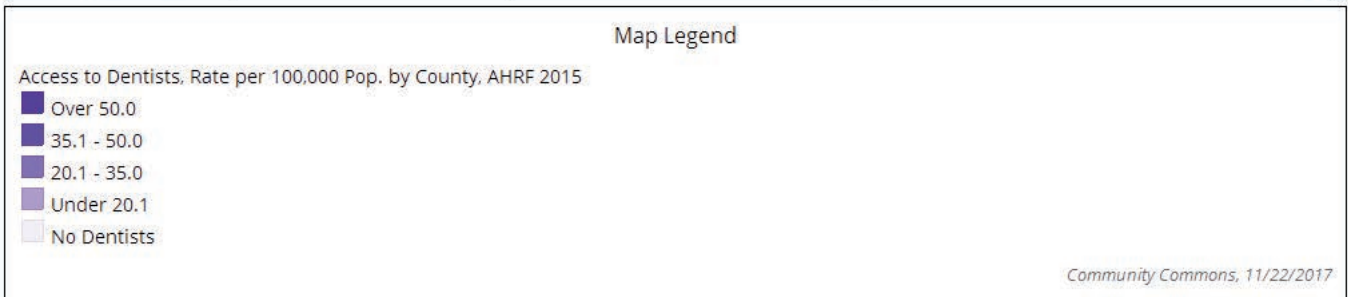 Map Legend
Access to Dentists, Rate per 100,000 Pop. by County, AHRF 2015
Over 50.0
35.1 - 50.0
20.1 - 35.0
Under 20.1
No Dentists
Community Commons, 11/22/2017